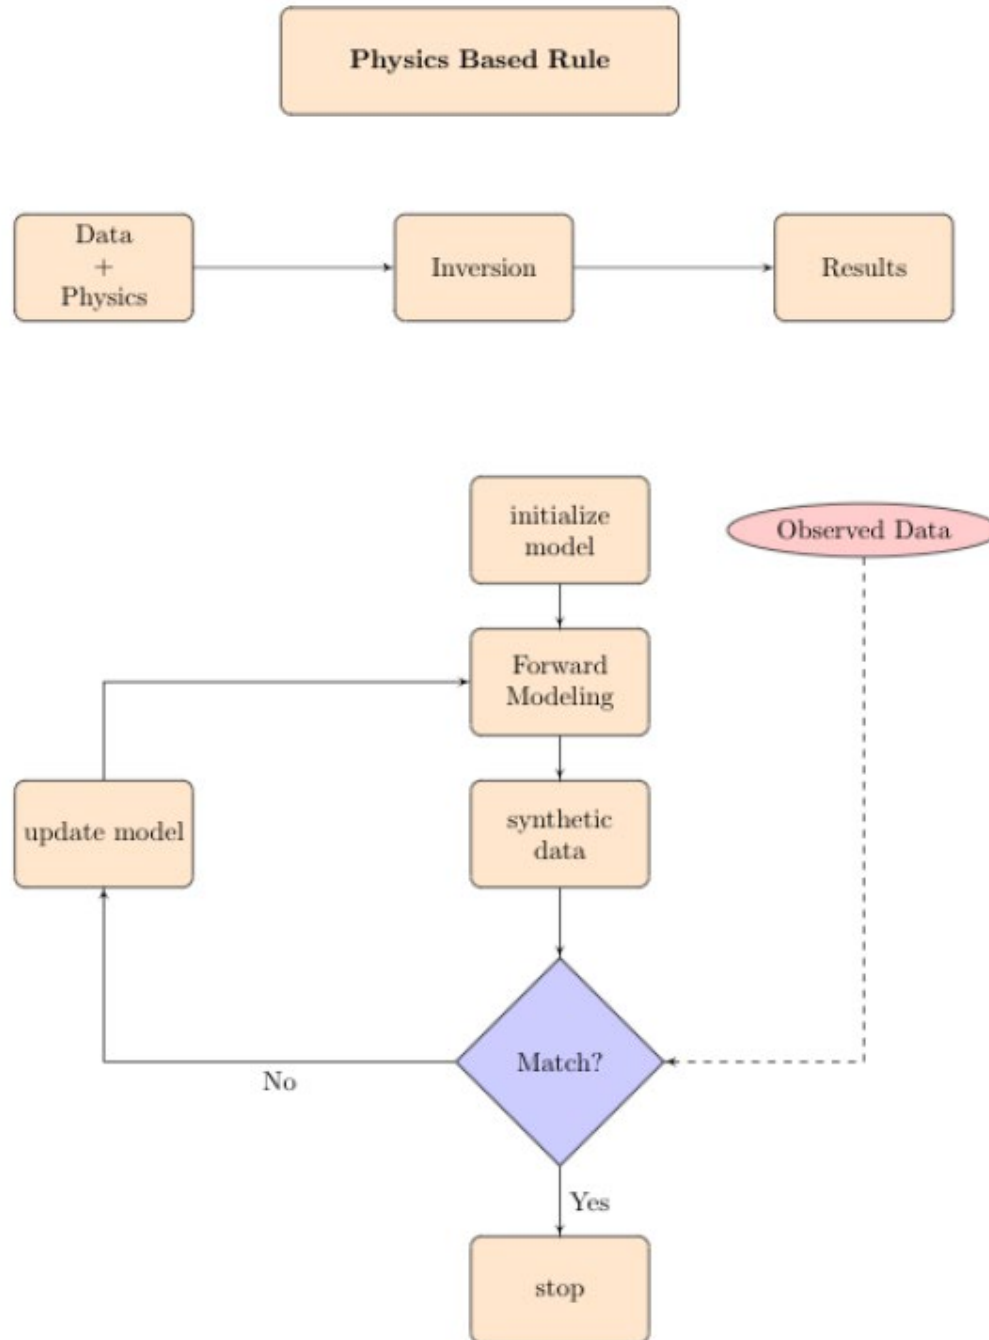 Physics Based Rule
Data
+
Physics
Inversion
Results
initialize
model
Observed Data
Forward
Modeling
update model
synthetic
data
Match?
No
Yes
stop